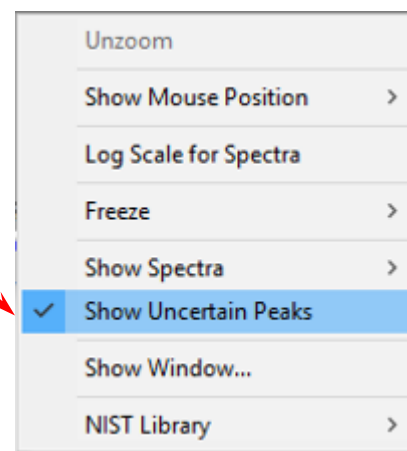 Unzoom
Show Mouse Position
Log Scale for Spectra
Freeze
Show Spectra
Show Uncertain Peaks
Show Window...
NIST Library